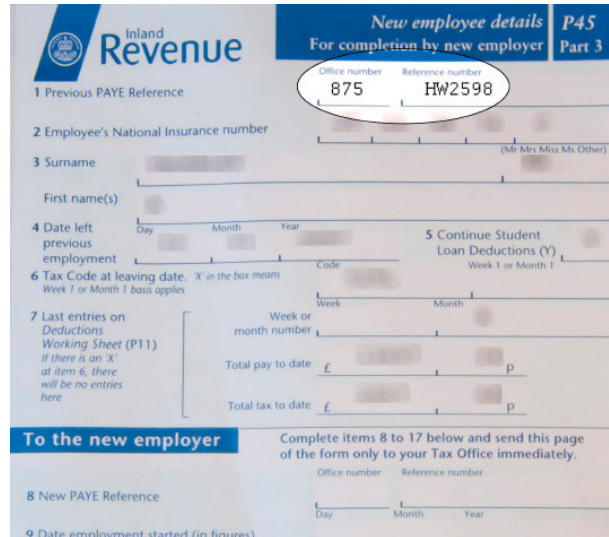 Inland
Revenue
New employee details
For completion by new employer
P45
Part 3
Office number Reference number
1 Previous PAYE Reference 875 HW2598
2 Employee's National Insurance number
(Mr Mrs Miss Ms Other)
3 Surname
First name(s)
4 Date left previous employment
Day Month Year
5 Continue Student Loan Deductions (Y)
Code Week 1 or Month 1
6 Tax Code at leaving date. 'X' in the box means
Week 1 or Month 1 basis applies
Week Month
7 Last entries on
Deductions
Working Sheet (P11)
If there is an 'X'
at item 6, there
will be no entries
here
Week or
month number
Total pay to date £ p
Total tax to date £ p
To the new employer
Complete items 8 to 17 below and send this page
of the form only to your Tax Office immediately.
Office number Reference number
8 New PAYE Reference
Day Month Year
9 Date employment started (in figures)